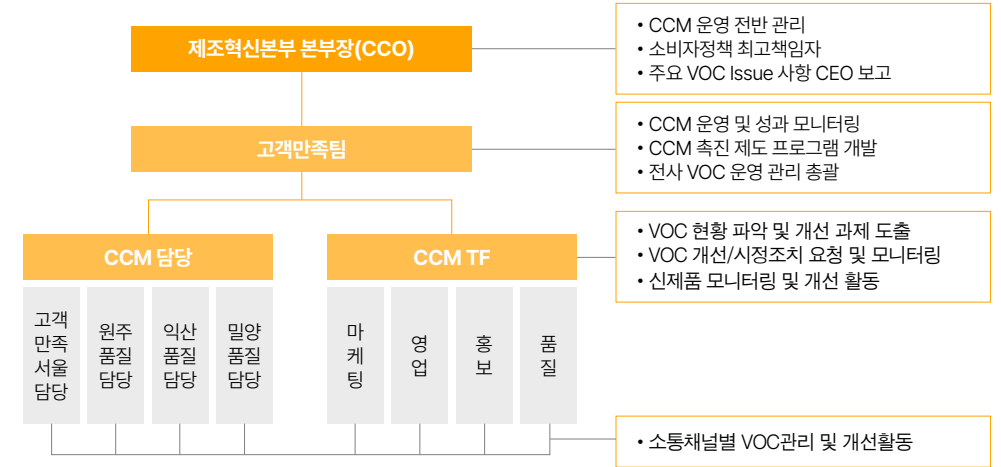 제조혁신본부 본부장(CCO)
• CCM 운영 전반 관리
• 소비자정책 최고책임자
• 주요 VOC Issue 사항 CEO 보고
고객만족팀
• CCM 운영 및 성과 모니터링
• CCM 촉진 제도 프로그램 개발
• 전사 VOC 운영 관리 총괄
CCM 담당
CCM TF
• VOC 현황 파악 및 개선 과제 도출
• VOC 개선/시정조치 요청 및 모니터링
• 신제품 모니터링 및 개선 활동
고객
만족
서울
담당
원주
품질
담당
익산
품질
담당
밀양
품질
담당
마
케
팅
영
업
홍
보
품
질
• 소통채널별 VOC관리 및 개선활동